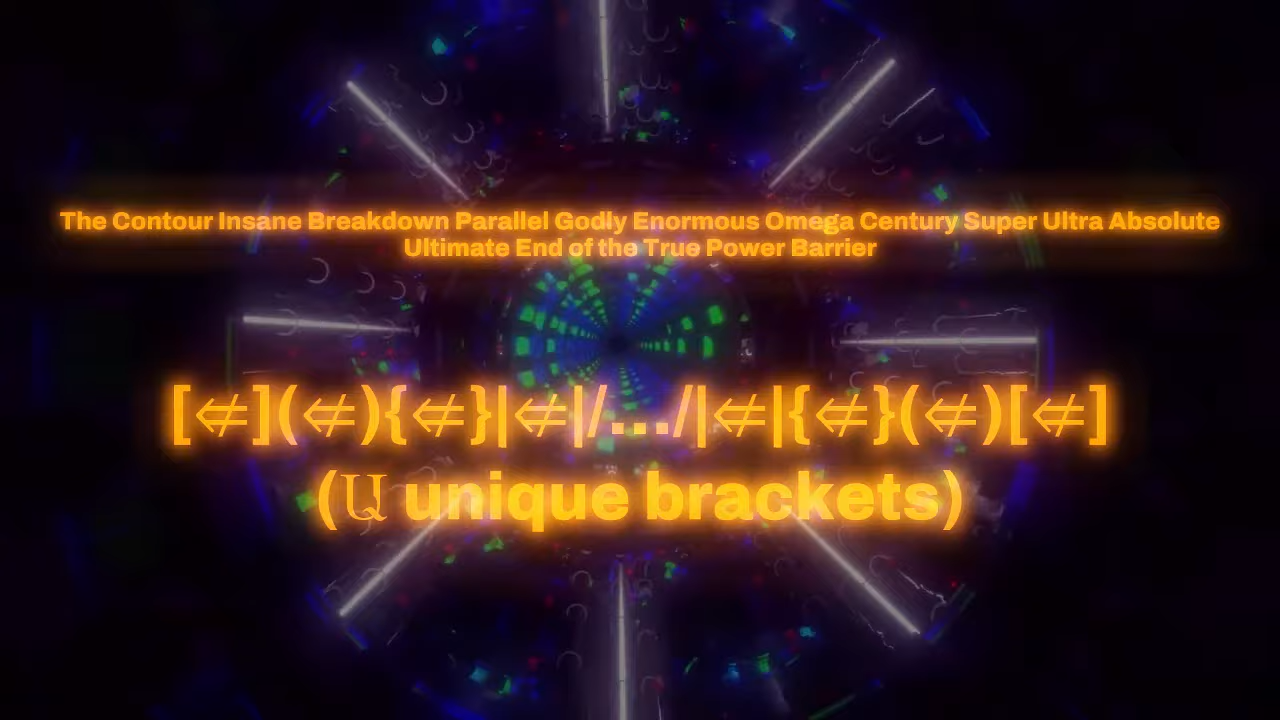 The Contour Insane Breakdown Parallel Godly Enormous Omega Century Super Ultra Absolute
Ultimate End of the True Power Barrier
[⇍](⇍){⇍}|⇍|/.../|⇍|{⇍}(⇍)[⇍]
(Ϥ unique brackets)